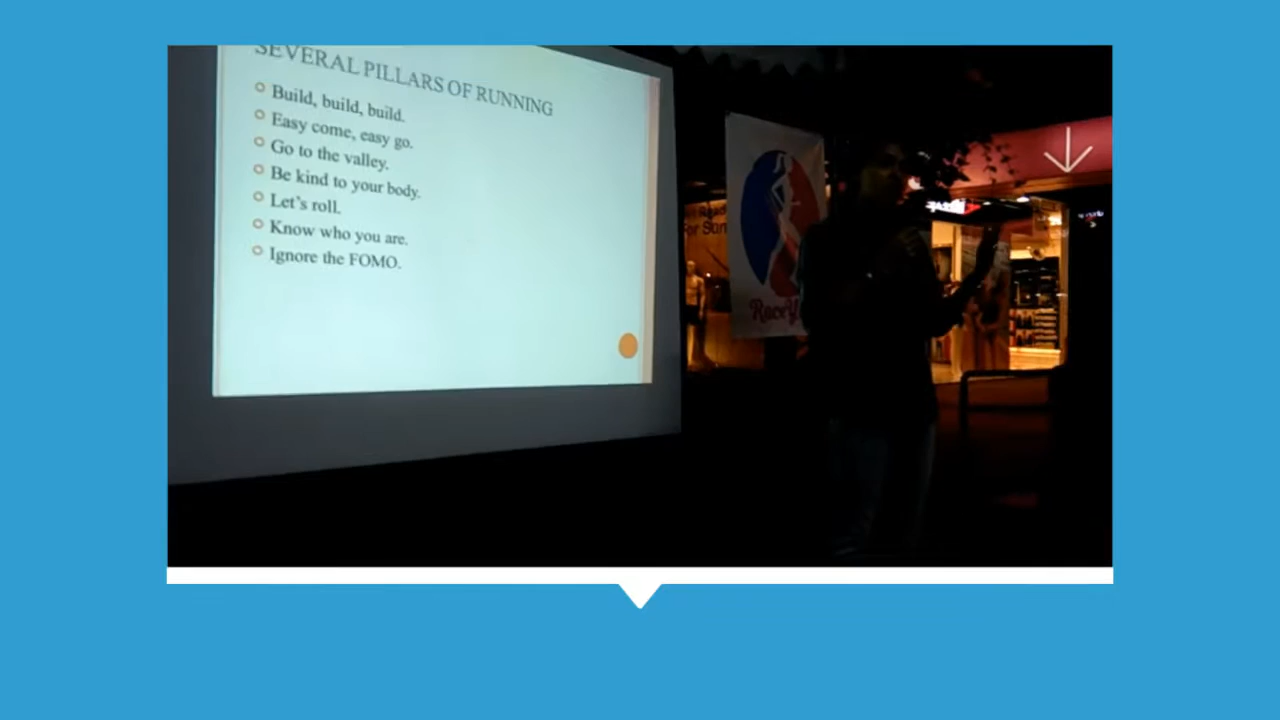 SEVERAL PILLARS OF RUNNING
Build, build, build.
Easy come, easy go.
Go to the valley.
Be kind to your body.
Let's roll.
Know who you are.
Ignore the FOMO.